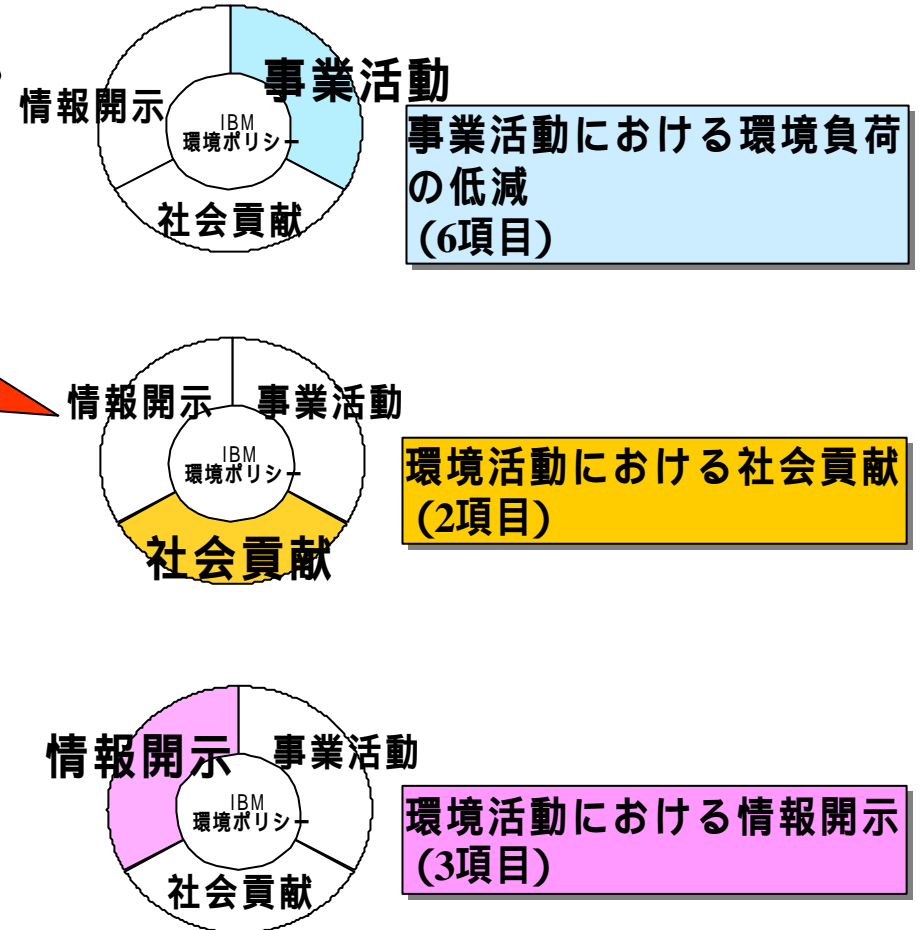 事業活動
情報開示
IBM
環境ポリシー
社会貢献
事業活動における環境負荷
の低減
(6項目)
情報開示
事業活動
IBM
環境ポリシー
社会貢献
環境活動における社会貢献
(2項目)
情報開示
事業活動
IBM
環境ポリシー
社会貢献
環境活動における情報開示
(3項目)